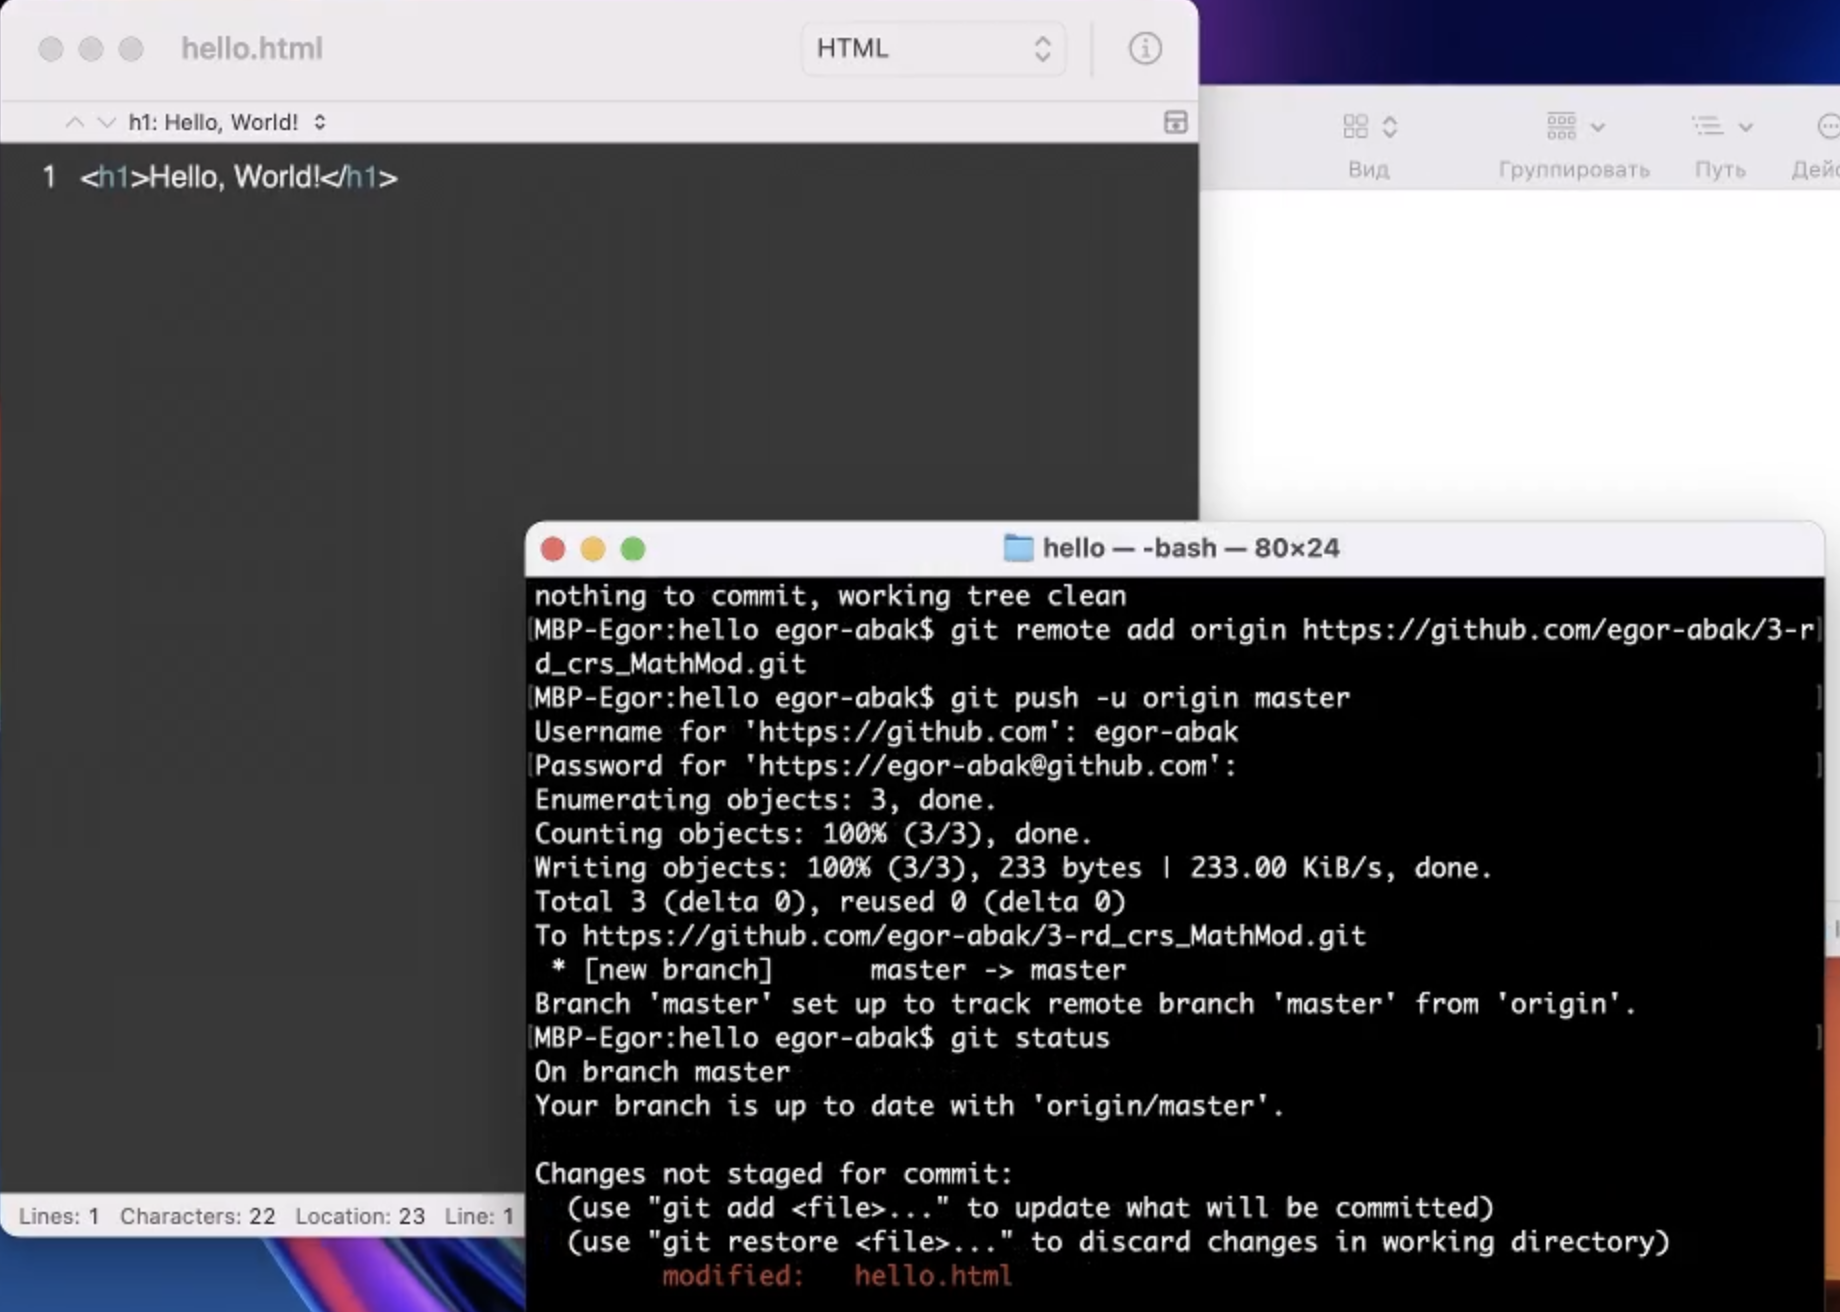 hello.html
HTML
h1: Hello, World!
1 <h1>Hello, World!</h1>
Вид
Группировать
Путь
hello — -bash — 80×24
nothing to commit, working tree clean
MBP-Egor:hello egor-abak$ git remote add origin https://github.com/egor-abak/3-r
d_crs_MathMod.git
MBP-Egor:hello egor-abak$ git push -u origin master
Username for 'https://github.com': egor-abak
Password for 'https://egor-abak@github.com':
Enumerating objects: 3, done.
Counting objects: 100% (3/3), done.
Writing objects: 100% (3/3), 233 bytes | 233.00 KiB/s, done.
Total 3 (delta 0), reused 0 (delta 0)
To https://github.com/egor-abak/3-rd_crs_MathMod.git
 * [new branch]      master -> master
Branch 'master' set up to track remote branch 'master' from 'origin'.
MBP-Egor:hello egor-abak$ git status
On branch master
Your branch is up to date with 'origin/master'.
Changes not staged for commit:
  (use "git add <file>..." to update what will be committed)
  (use "git restore <file>..." to discard changes in working directory)
        modified:   hello.html
Lines: 1 Characters: 22 Location: 23 Line: 1